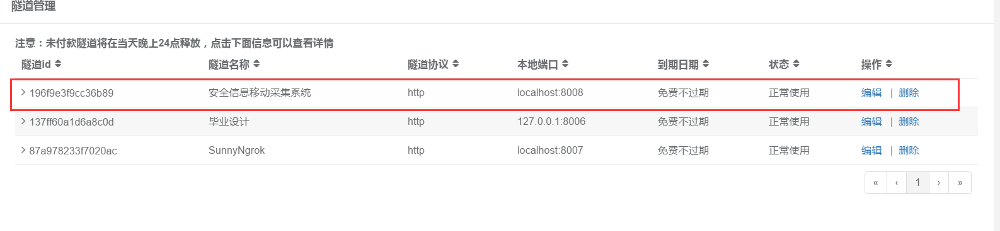 隧道管理
注意：未付款隧道将在当天晚上24点释放，点击下面信息可以查看详情
隧道id 隧道名称 隧道协议 本地端口 到期日期 状态 操作
196f9e3f9cc36b89 安全信息移动采集系统 http localhost:8008 免费不过期 正常使用 编辑 | 删除
137ff60a1d6a8c0d 毕业设计 http 127.0.0.1:8006 免费不过期 正常使用 编辑 | 删除
87a978233f7020ac SunnyNgrok http localhost:8007 免费不过期 正常使用 编辑 | 删除
« ‹ 1 › »